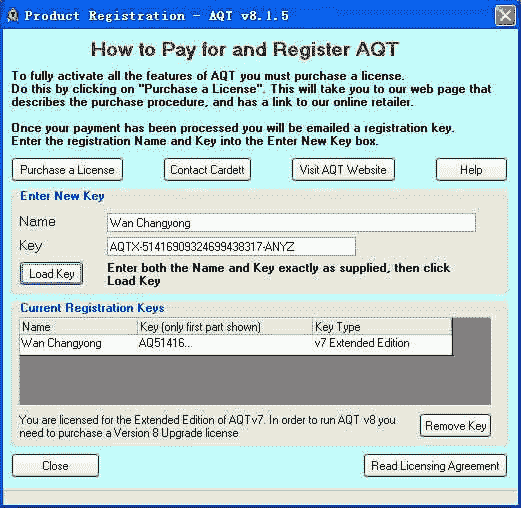 Product Registration - AQT v8.1.5
How to Pay for and Register AQT
To fully activate all the features of AQT you must purchase a license.
Do this by clicking on "Purchase a License". This will take you to our web page that
describes the purchase procedure, and has a link to our online retailer.
Once your payment has been processed you will be emailed a registration key.
Enter the registration Name and Key into the Enter New Key box.
Purchase a License Contact Cardett Visit AQT Website Help
Enter New Key
Name Wan Changyong
Key AQTX-51416909324699438317-ANYZ
Load Key
Enter both the Name and Key exactly as supplied, then click
Load Key
Current Registration Keys
Name Key (only first part shown) Key Type
Wan Changyong AQ51416... v7 Extended Edition
You are licensed for the Extended Edition of AQTv7. In order to run AQT v8 you
need to purchase a Version 8 Upgrade license
Remove Key
Close Read Licensing Agreement